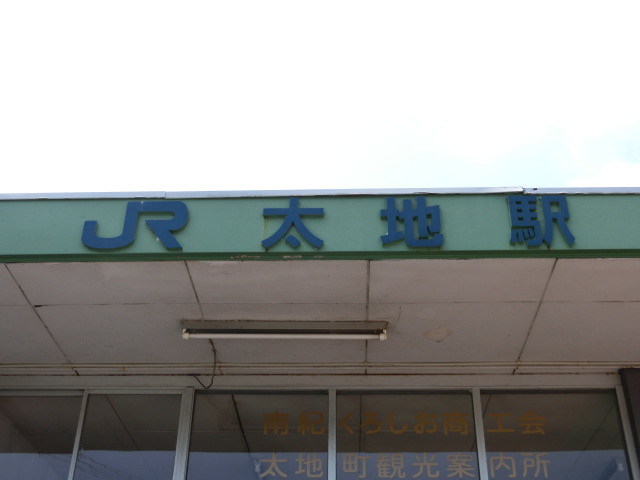 JR 太地駅
南紀くろしお商工会
太地町観光案内所